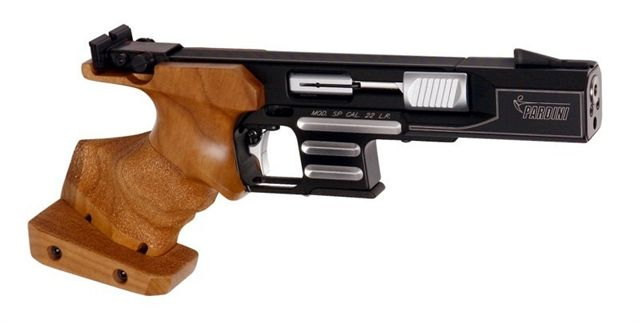 MOD. SP CAL. 22 L.R.
PARDINI